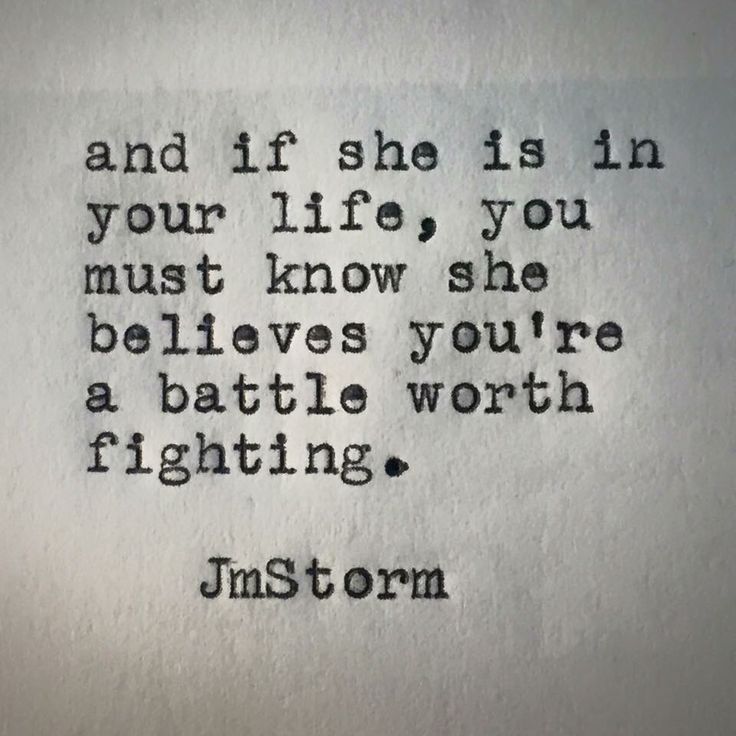 and if she is in
your life, you
must know she
believes you're
a battle worth
fighting.
JmStorm